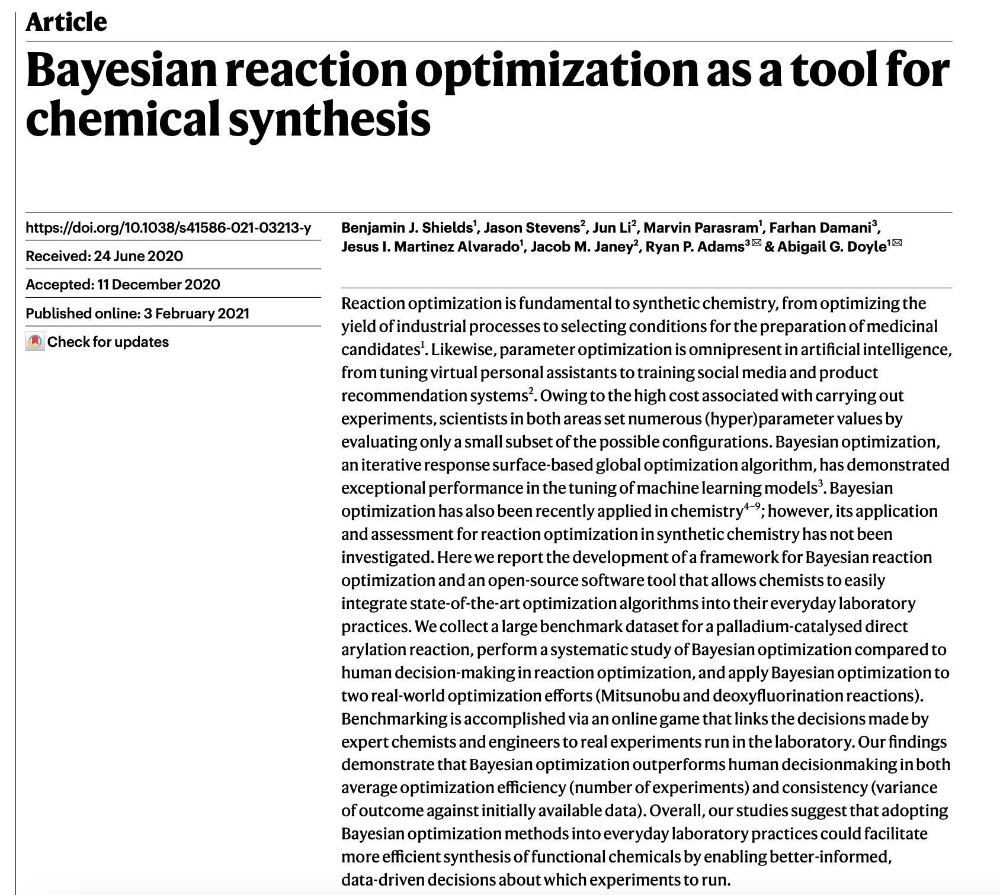 Article
Bayesian reaction optimization as a tool for
chemical synthesis
https://doi.org/10.1038/s41586-021-03213-y
Received: 24 June 2020
Accepted: 11 December 2020
Published online: 3 February 2021
Check for updates
Benjamin J. Shields¹, Jason Stevens², Jun Li², Marvin Parasram¹, Farhan Damani³,
Jesus I. Martinez Alvarado¹, Jacob M. Janey², Ryan P. Adams³✉ & Abigail G. Doyle¹✉
Reaction optimization is fundamental to synthetic chemistry, from optimizing the
yield of industrial processes to selecting conditions for the preparation of medicinal
candidates¹. Likewise, parameter optimization is omnipresent in artificial intelligence,
from tuning virtual personal assistants to training social media and product
recommendation systems². Owing to the high cost associated with carrying out
experiments, scientists in both areas set numerous (hyper)parameter values by
evaluating only a small subset of the possible configurations. Bayesian optimization,
an iterative response surface-based global optimization algorithm, has demonstrated
exceptional performance in the tuning of machine learning models³. Bayesian
optimization has also been recently applied in chemistry⁴⁻⁹; however, its application
and assessment for reaction optimization in synthetic chemistry has not been
investigated. Here we report the development of a framework for Bayesian reaction
optimization and an open-source software tool that allows chemists to easily
integrate state-of-the-art optimization algorithms into their everyday laboratory
practices. We collect a large benchmark dataset for a palladium-catalysed direct
arylation reaction, perform a systematic study of Bayesian optimization compared to
human decision-making in reaction optimization, and apply Bayesian optimization to
two real-world optimization efforts (Mitsunobu and deoxyfluorination reactions).
Benchmarking is accomplished via an online game that links the decisions made by
expert chemists and engineers to real experiments run in the laboratory. Our findings
demonstrate that Bayesian optimization outperforms human decisionmaking in both
average optimization efficiency (number of experiments) and consistency (variance
of outcome against initially available data). Overall, our studies suggest that adopting
Bayesian optimization methods into everyday laboratory practices could facilitate
more efficient synthesis of functional chemicals by enabling better-informed,
data-driven decisions about which experiments to run.